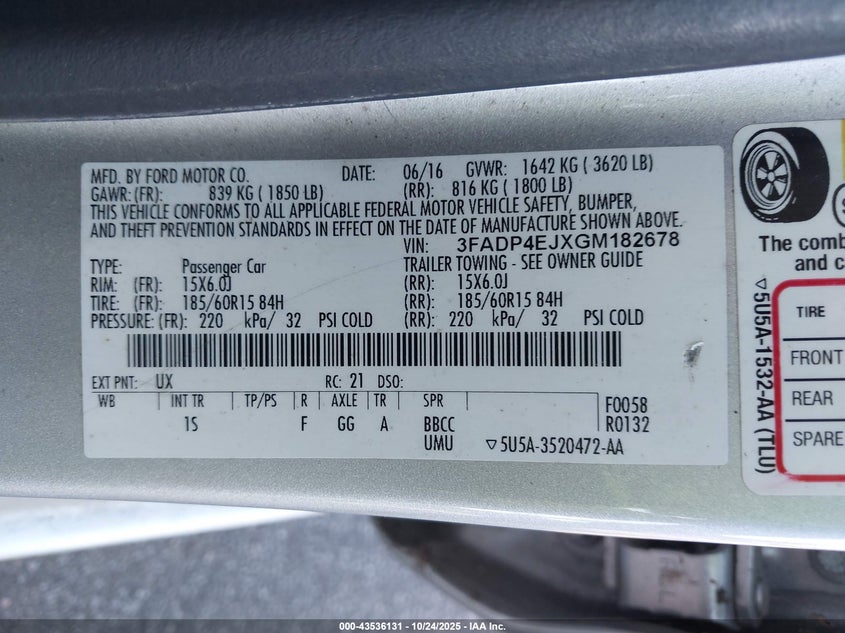 MFD. BY FORD MOTOR CO. DATE: 06/16 GVWR: 1642 KG ( 3620 LB)
GAWR: (FR): 839 KG ( 1850 LB) (RR): 816 KG ( 1800 LB)
THIS VEHICLE CONFORMS TO ALL APPLICABLE FEDERAL MOTOR VEHICLE SAFETY, BUMPER,
AND THEFT PREVENTION STANDARDS IN EFFECT ON THE DATE OF MANUFACTURE SHOWN ABOVE.
VIN: 3FADP4EJXGM182678
TYPE: Passenger Car TRAILER TOWING - SEE OWNER GUIDE
RIM: (FR): 15X6.0J (RR): 15X6.0J
TIRE: (FR): 185/60R15 84H (RR): 185/60R15 84H
PRESSURE: (FR): 220 kPa/ 32 PSI COLD (RR): 220 kPa/ 32 PSI COLD
EXT PNT: UX RC: 21 DSO:
WB INT TR TP/PS R AXLE TR SPR F0058
1S F GG A BBCC R0132
UMU ▽5U5A-3520472-AA
The comb
and c
▽5U5A-1532-AA (TLU)
TIRE
FRONT
REAR
SPARE
000-43536131 - 10/24/2025 - IAA Inc.